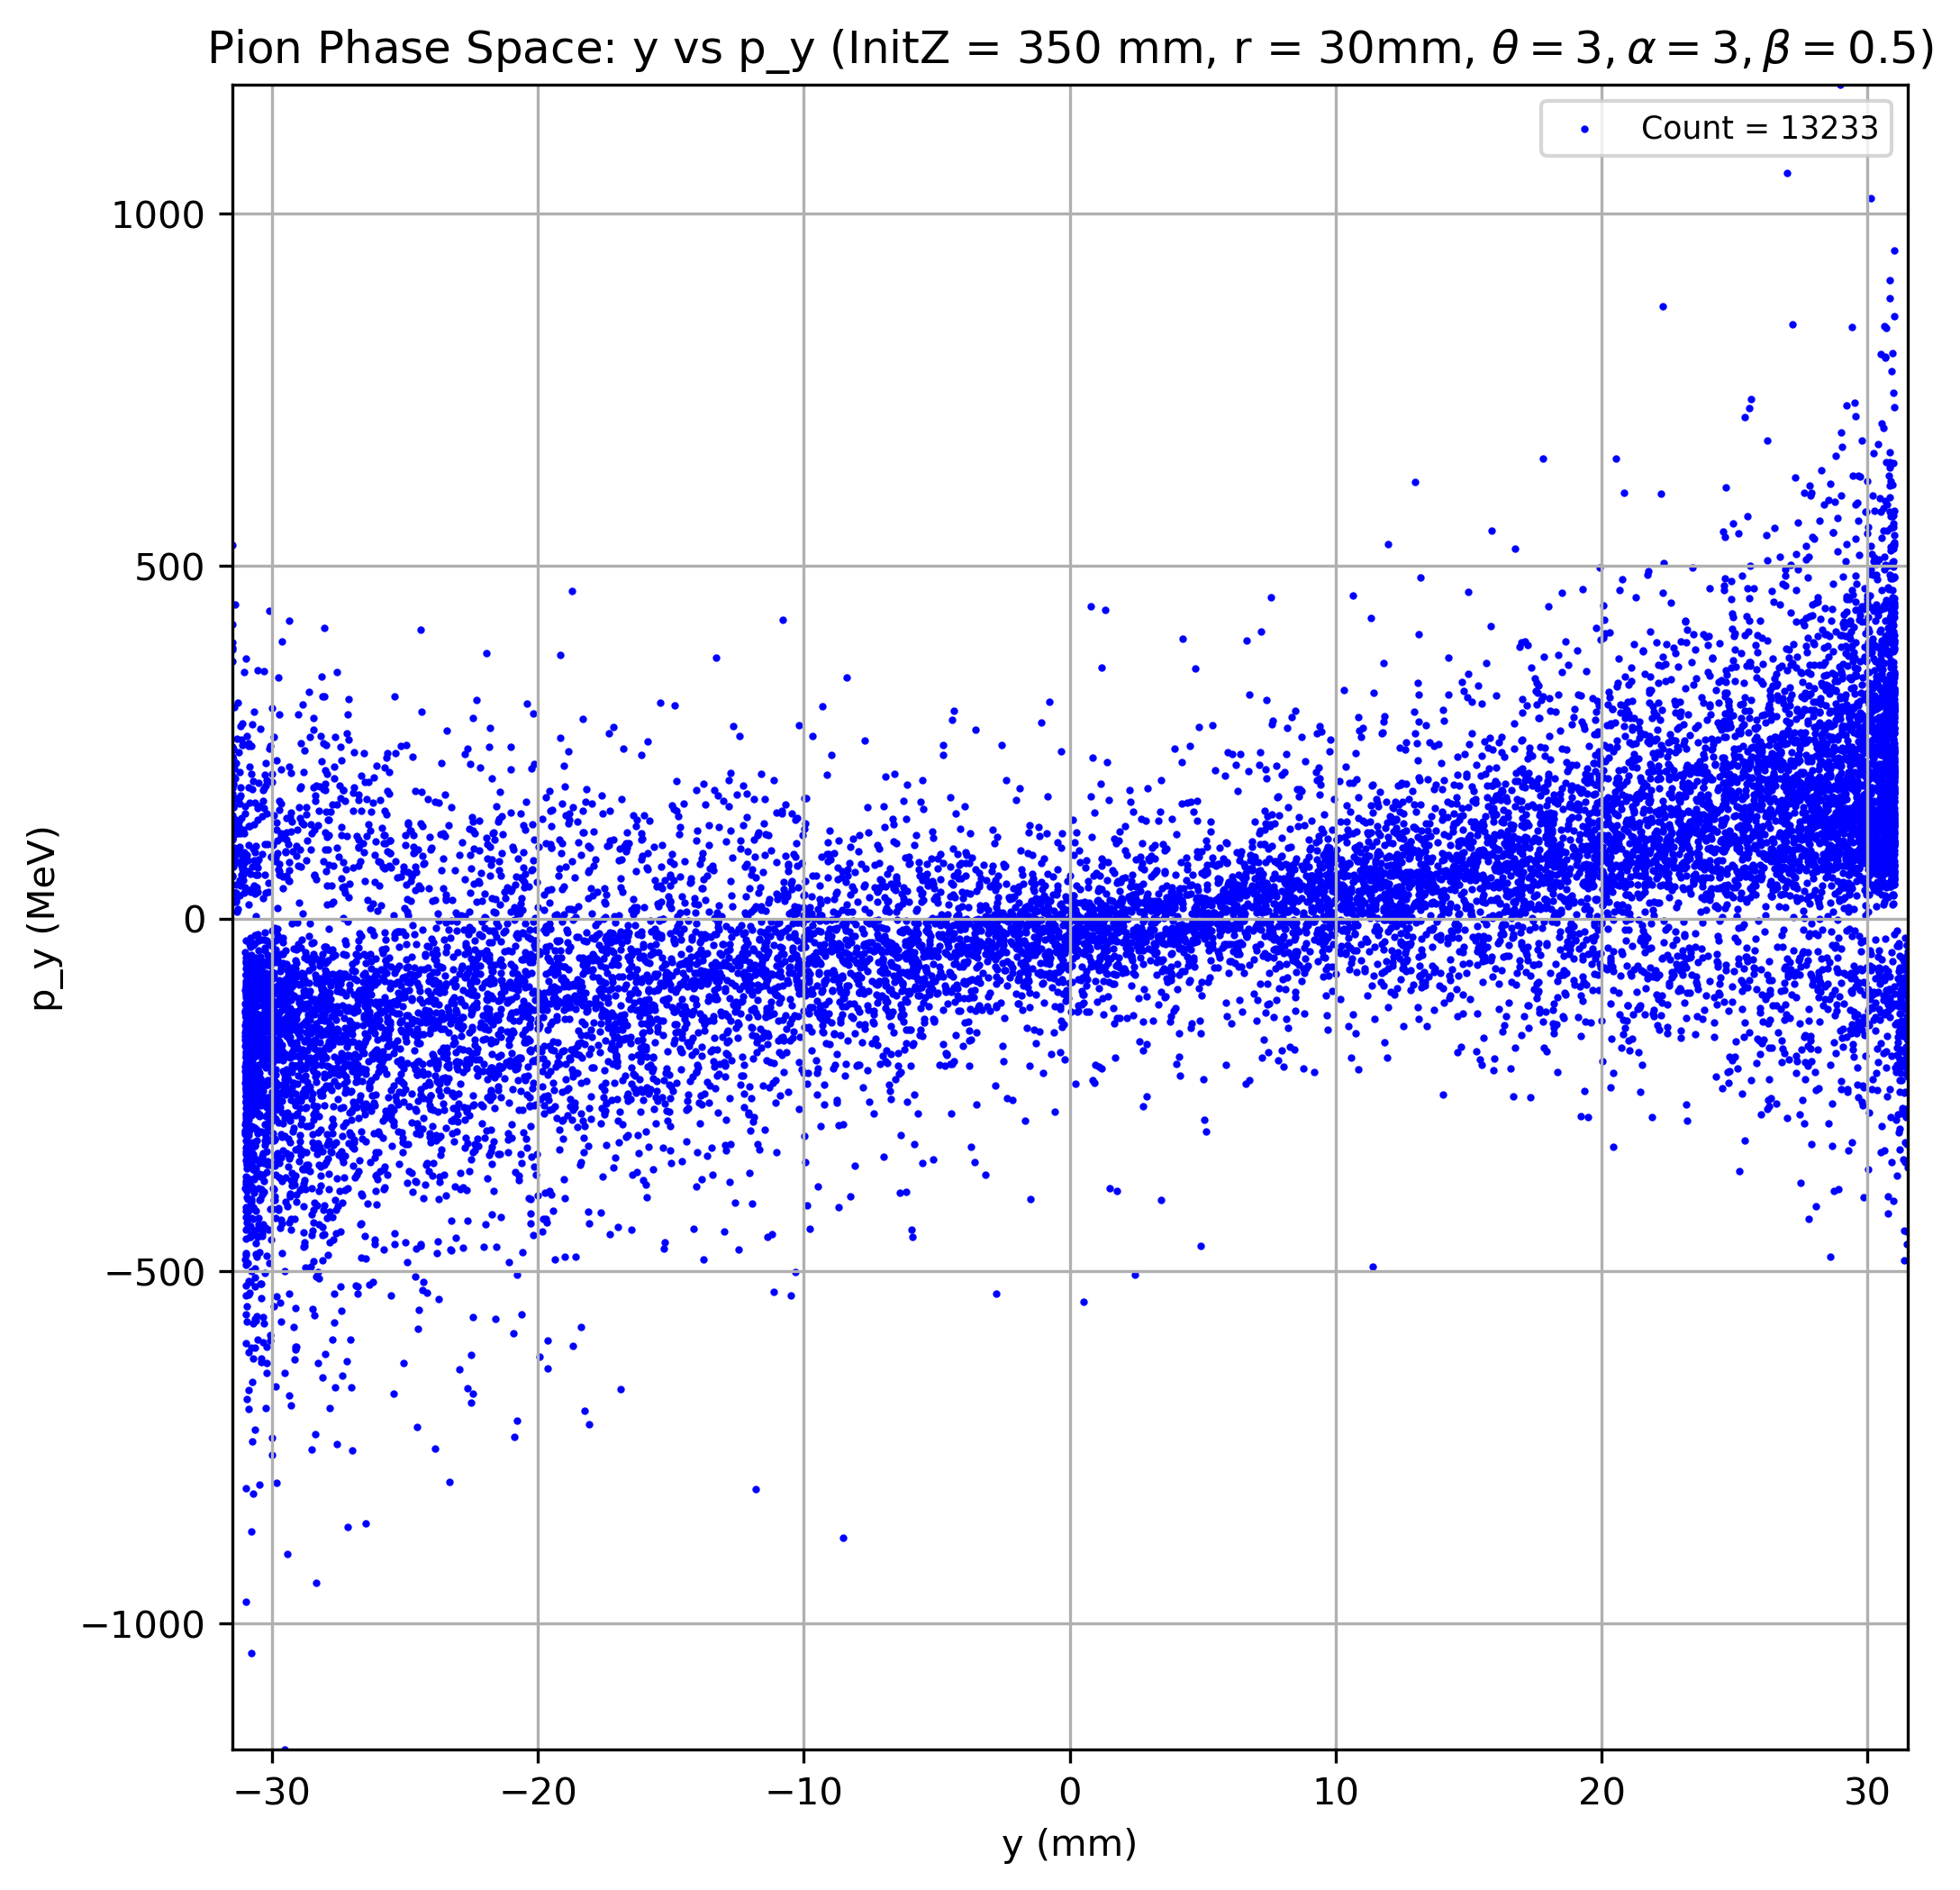 Pion Phase Space: y vs p_y (InitZ = 350 mm, r = 30mm, θ = 3, α = 3, β = 0.5)
Count = 13233
1000
500
0
−500
−1000
p_y (MeV)
−30 −20 −10 0 10 20 30
y (mm)